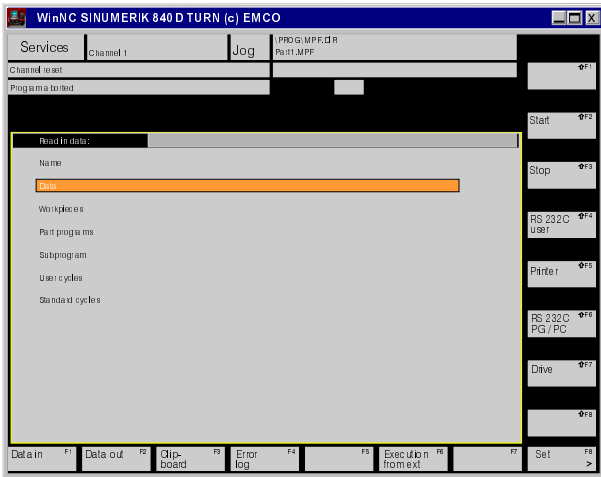 WinNC SINUMERIK 840 D TURN (c) EMCO
Services Channel 1 Jog \PROG\MPF.DIR
Part1.MPF
Channel reset
Program aborted
F1
Start F2
Read in data:
Name
Stop F3
Data
Workpieces
RS 232C F4
user
Part programs
Subprogram
Printer F5
User cycles
Standard cycles
RS 232C F6
PG / PC
Drive F7
F8
Data in F1 Data out F2 Clip- F3 Error F4 F5 Execution F6 F7 Set F8
board log from ext >